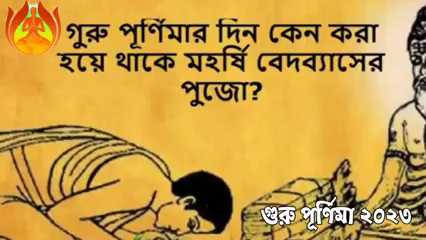 গুরু পূর্ণিমার দিন কেন করা
হয়ে থাকে মহর্ষি বেদব্যাসের
পুজো?
গুরু পূর্ণিমা ২০২৩